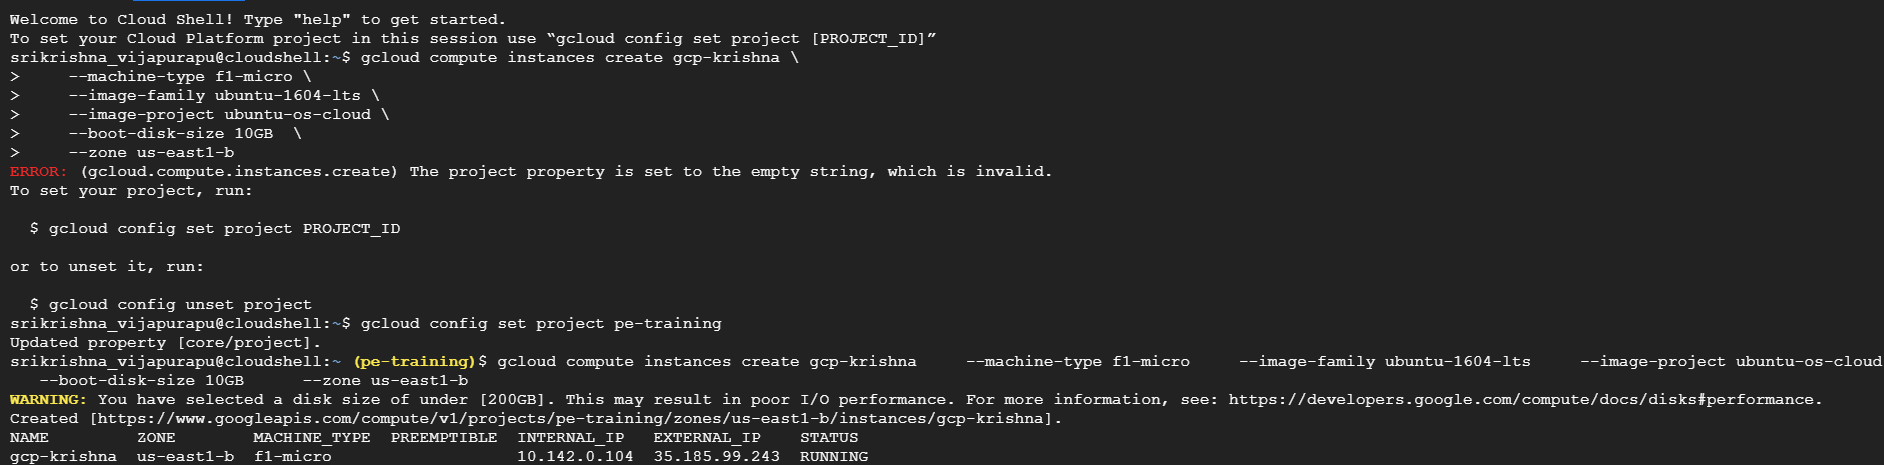 Welcome to Cloud Shell! Type "help" to get started.
To set your Cloud Platform project in this session use “gcloud config set project [PROJECT_ID]”
srikrishna_vijapurapu@cloudshell:~$ gcloud compute instances create gcp-krishna \
>     --machine-type f1-micro \
>     --image-family ubuntu-1604-lts \
>     --image-project ubuntu-os-cloud \
>     --boot-disk-size 10GB  \
>     --zone us-east1-b
ERROR: (gcloud.compute.instances.create) The project property is set to the empty string, which is invalid.
To set your project, run:
  $ gcloud config set project PROJECT_ID
or to unset it, run:
  $ gcloud config unset project
srikrishna_vijapurapu@cloudshell:~$ gcloud config set project pe-training
Updated property [core/project].
srikrishna_vijapurapu@cloudshell:~ (pe-training)$ gcloud compute instances create gcp-krishna     --machine-type f1-micro     --image-family ubuntu-1604-lts     --image-project ubuntu-os-cloud
   --boot-disk-size 10GB      --zone us-east1-b
WARNING: You have selected a disk size of under [200GB]. This may result in poor I/O performance. For more information, see: https://developers.google.com/compute/docs/disks#performance.
Created [https://www.googleapis.com/compute/v1/projects/pe-training/zones/us-east1-b/instances/gcp-krishna].
NAME         ZONE        MACHINE_TYPE  PREEMPTIBLE  INTERNAL_IP   EXTERNAL_IP    STATUS
gcp-krishna  us-east1-b  f1-micro                   10.142.0.104  35.185.99.243  RUNNING